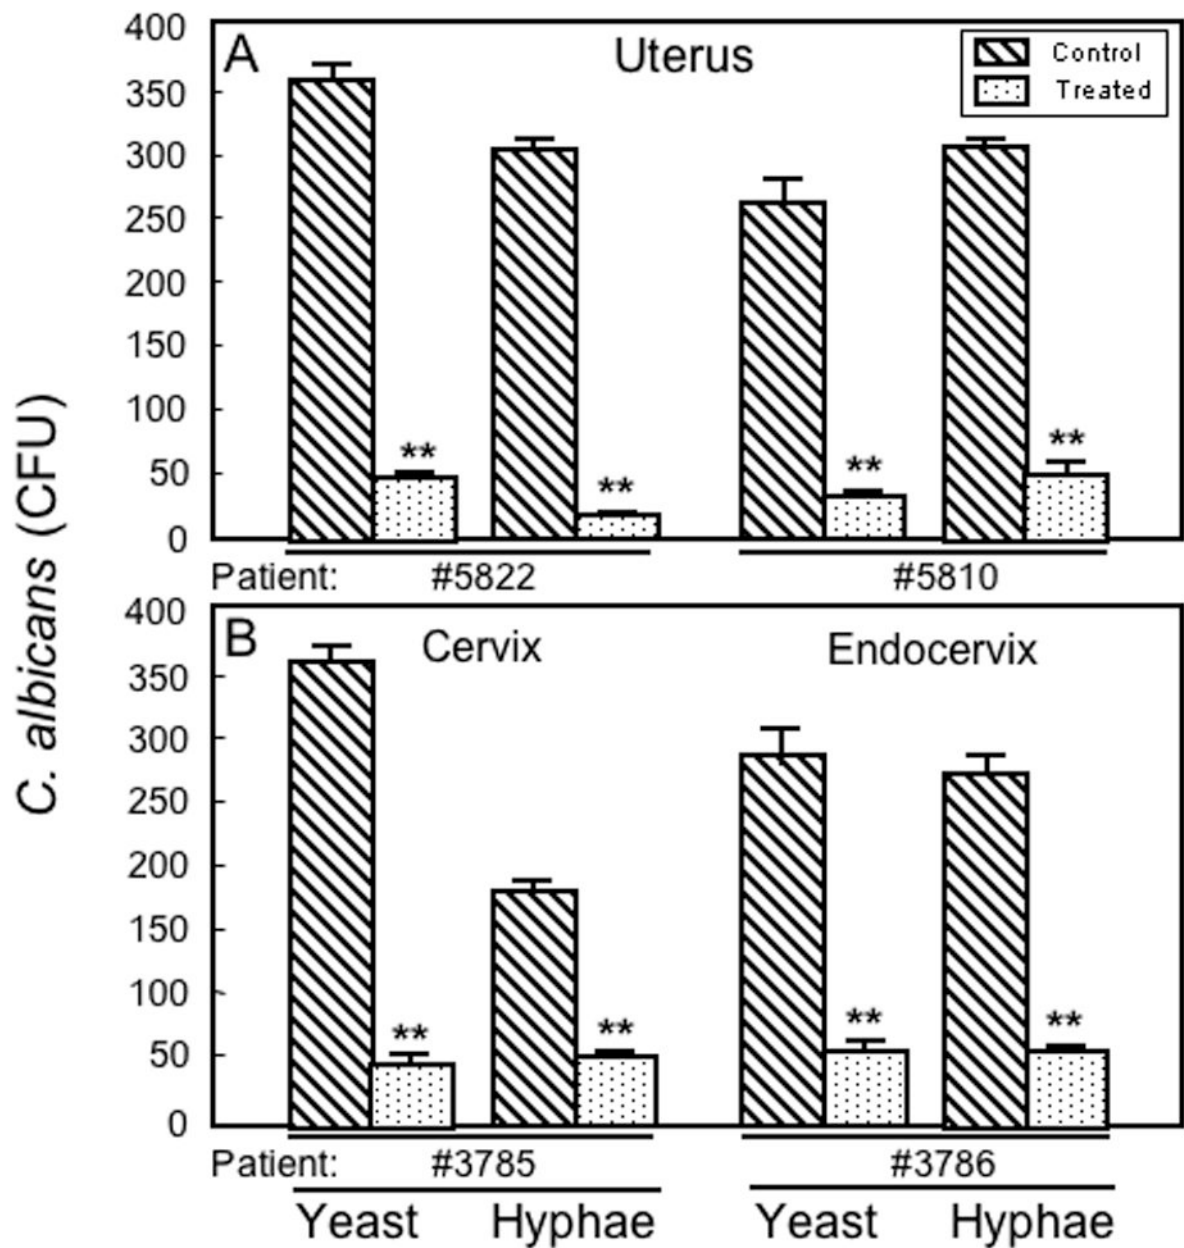 C. albicans (CFU)
A
Uterus
Control
Treated
400
350
300
250
200
150
100
50
0
**
**
**
**
Patient:
#5822
#5810
B
Cervix
Endocervix
400
350
300
250
200
150
100
50
0
**
**
**
**
Patient:
#3785
#3786
Yeast
Hyphae
Yeast
Hyphae